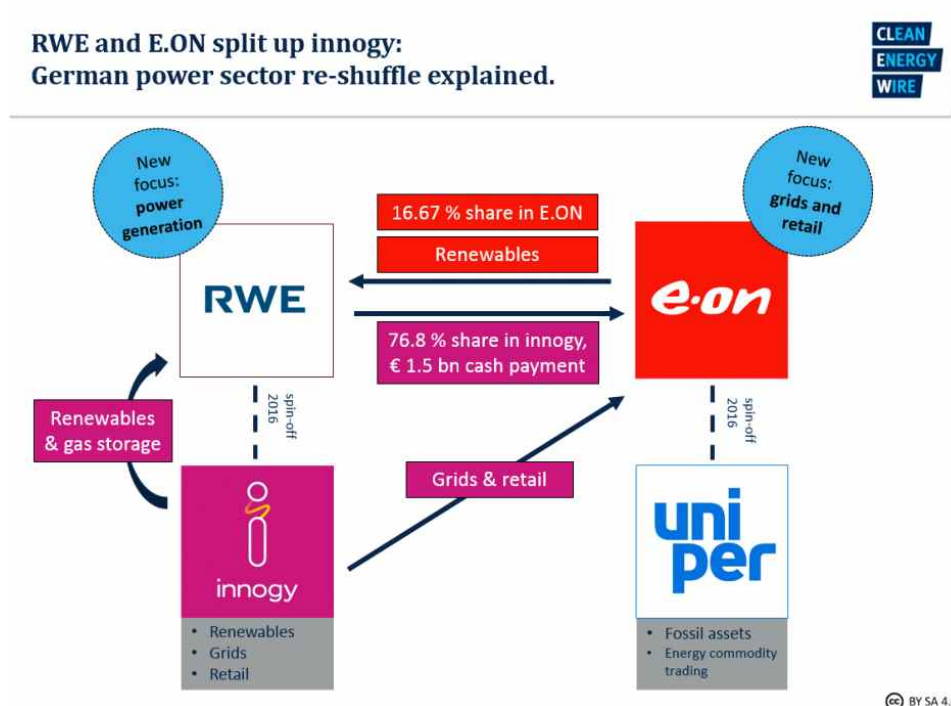 RWE and E.ON split up innogy:
German power sector re-shuffle explained.
CLEAN
ENERGY
WIRE
New
focus:
power
generation
New
focus:
grids and
retail
16.67 % share in E.ON
Renewables
RWE
e·on
76.8 % share in innogy,
€ 1.5 bn cash payment
Renewables
& gas storage
spin-off
2016
spin-off
2016
Grids & retail
innogy
uni
per
• Renewables
• Grids
• Retail
• Fossil assets
• Energy commodity
trading
cc BY SA 4.